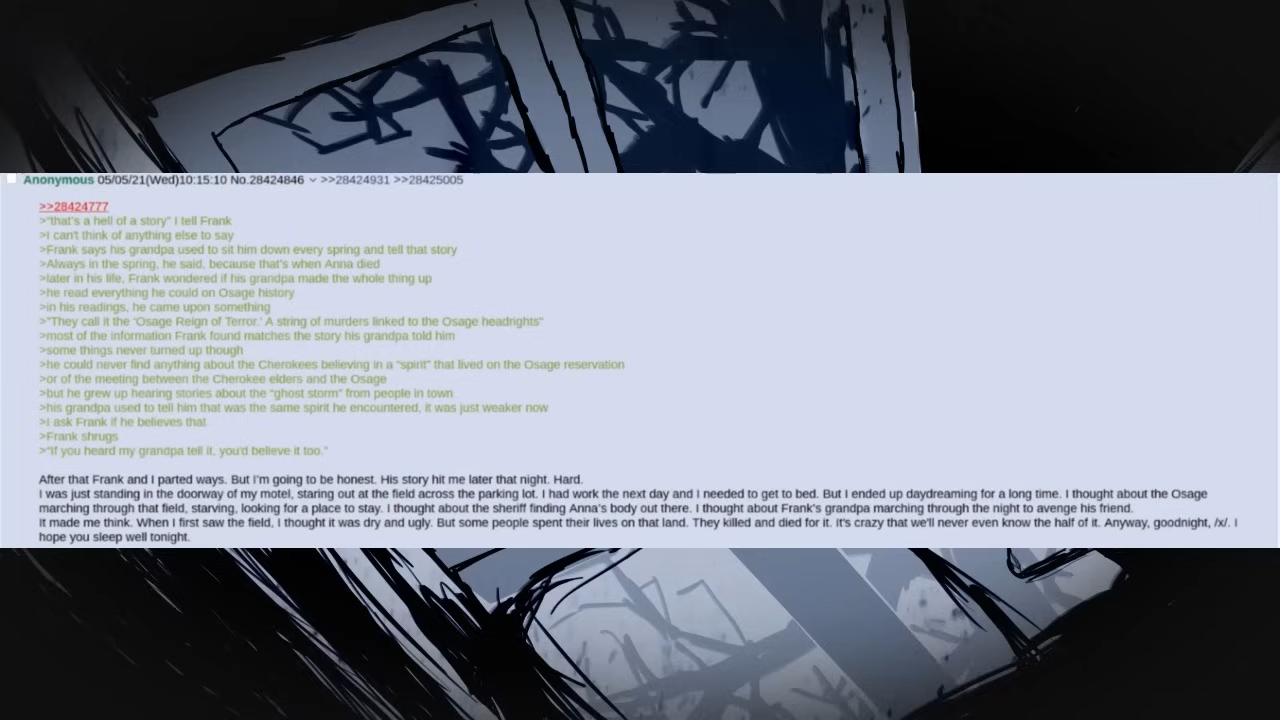 Anonymous 05/05/21(Wed)10:15:10 No.28424846 >>28424931 >>28425005
>>28424777
>"that's a hell of a story" I tell Frank
>I can't think of anything else to say
>Frank says his grandpa used to sit him down every spring and tell that story
>Always in the spring, he said, because that's when Anna died
>later in his life, Frank wondered if his grandpa made the whole thing up
>he read everything he could on Osage history
>in his readings, he came upon something
>"They call it the 'Osage Reign of Terror.' A string of murders linked to the Osage headrights"
>most of the information Frank found matches the story his grandpa told him
>some things never turned up though
>he could never find anything about the Cherokees believing in a "spirit" that lived on the Osage reservation
>or of the meeting between the Cherokee elders and the Osage
>but he grew up hearing stories about the "ghost storm" from people in town
>his grandpa used to tell him that was the same spirit he encountered, it was just weaker now
>I ask Frank if he believes that
>Frank shrugs
>"If you heard my grandpa tell it, you'd believe it too."
After that Frank and I parted ways. But I'm going to be honest. His story hit me later that night. Hard.
I was just standing in the doorway of my motel, staring out at the field across the parking lot. I had work the next day and I needed to get to bed. But I ended up daydreaming for a long time. I thought about the Osage
marching through that field, starving, looking for a place to stay. I thought about the sheriff finding Anna's body out there. I thought about Frank's grandpa marching through the night to avenge his friend.
It made me think. When I first saw the field, I thought it was dry and ugly. But some people spent their lives on that land. They killed and died for it. It's crazy that we'll never even know the half of it. Anyway, goodnight, /x/. I
hope you sleep well tonight.